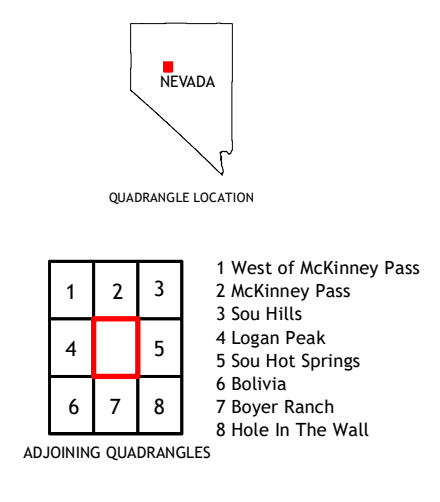 NEVADA
QUADRANGLE LOCATION
1 2 3
4 5
6 7 8
1 West of McKinney Pass
2 McKinney Pass
3 Sou Hills
4 Logan Peak
5 Sou Hot Springs
6 Bolivia
7 Boyer Ranch
8 Hole In The Wall
ADJOINING QUADRANGLES